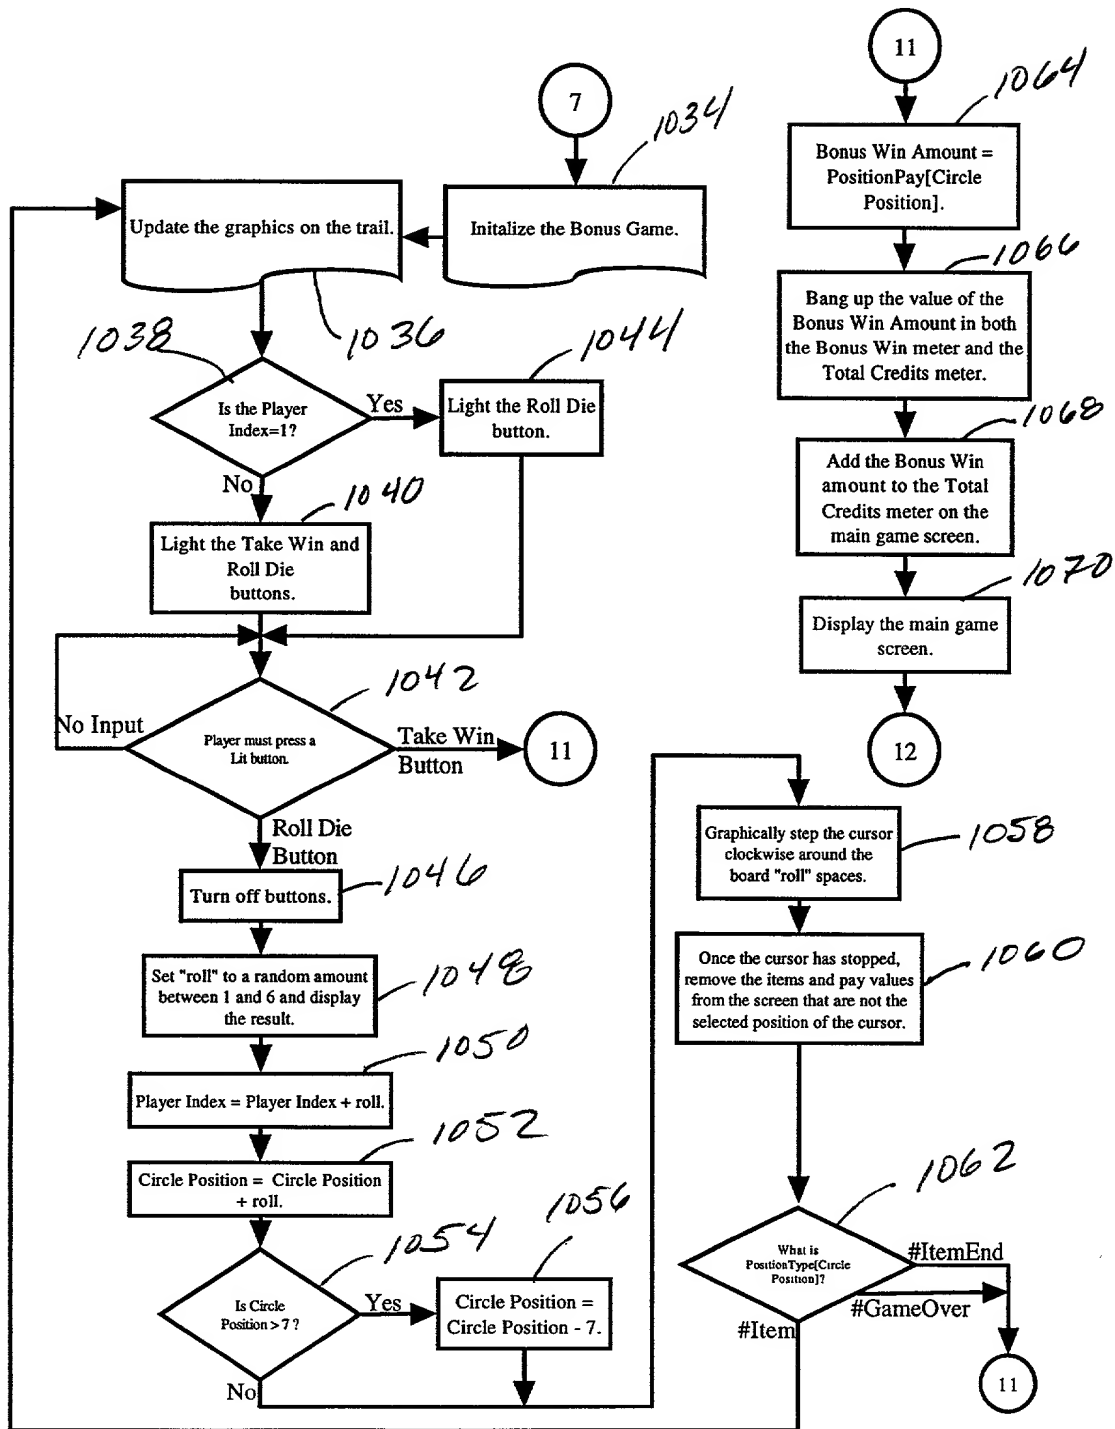 7
1034
Initalize the Bonus Game.
Update the graphics on the trail.
1036
1038
Is the Player
Index=1?
Yes
1044
Light the Roll Die
button.
No
1040
Light the Take Win and
Roll Die
buttons.
1042
Player must press a
Lit button.
No Input
Take Win
Button
11
Roll Die
Button
1046
Turn off buttons.
1048
Set "roll" to a random amount
between 1 and 6 and display
the result.
1050
Player Index = Player Index + roll.
1052
Circle Position = Circle Position
+ roll.
1054
Is Circle
Position > 7 ?
Yes
1056
Circle Position =
Circle Position - 7.
No
1058
Graphically step the cursor
clockwise around the
board "roll" spaces.
1060
Once the cursor has stopped,
remove the items and pay values
from the screen that are not the
selected position of the cursor.
1062
What is
PositionType[Circle
Position]?
#ItemEnd
#GameOver
#Item
11
11
1064
Bonus Win Amount =
PositionPay[Circle
Position].
1066
Bang up the value of the
Bonus Win Amount in both
the Bonus Win meter and the
Total Credits meter.
1068
Add the Bonus Win
amount to the Total
Credits meter on the
main game screen.
1070
Display the main game
screen.
12